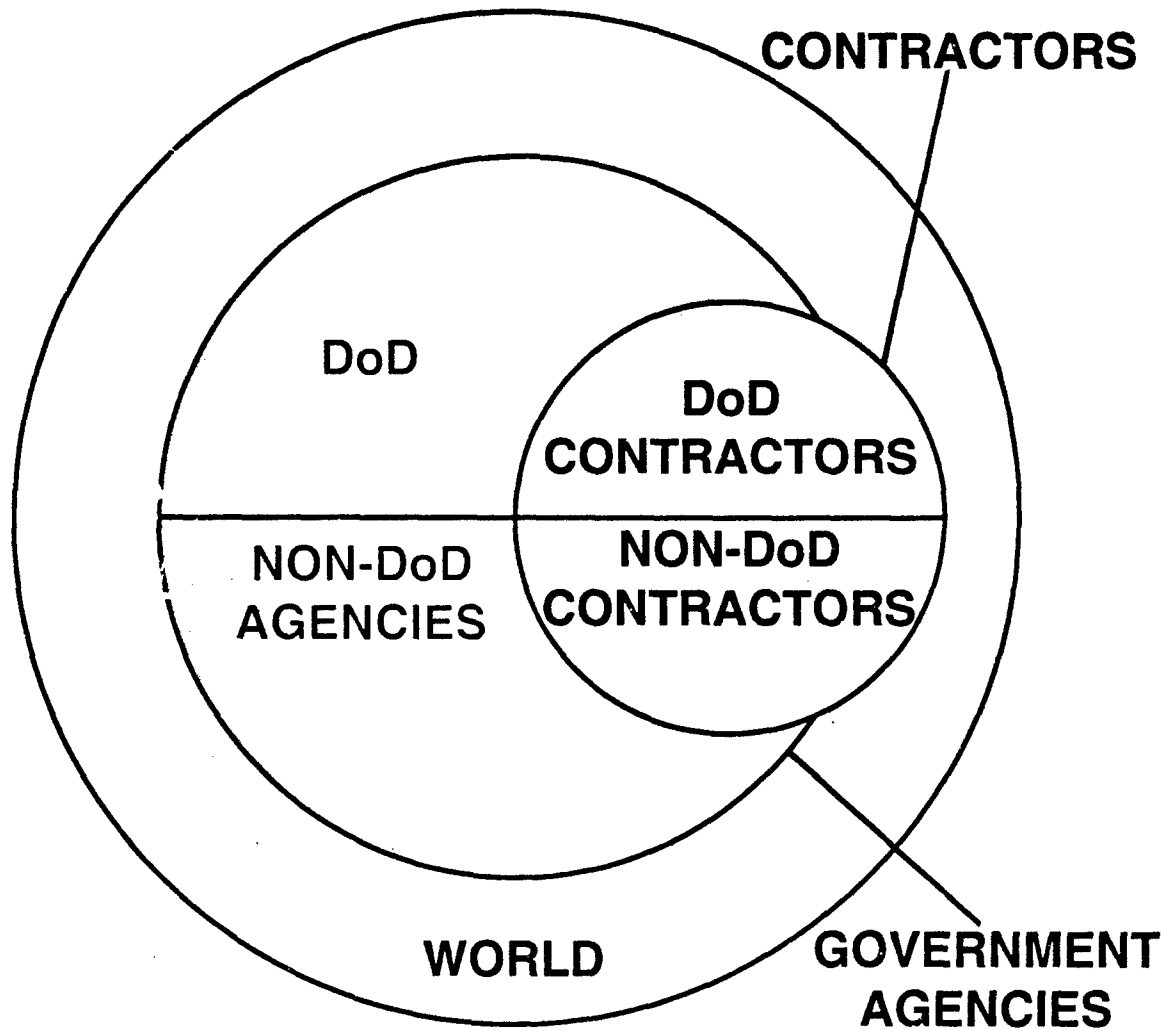 CONTRACTORS
DoD
DoD
CONTRACTORS
NON-DoD
AGENCIES
NON-DoD
CONTRACTORS
WORLD
GOVERNMENT
AGENCIES